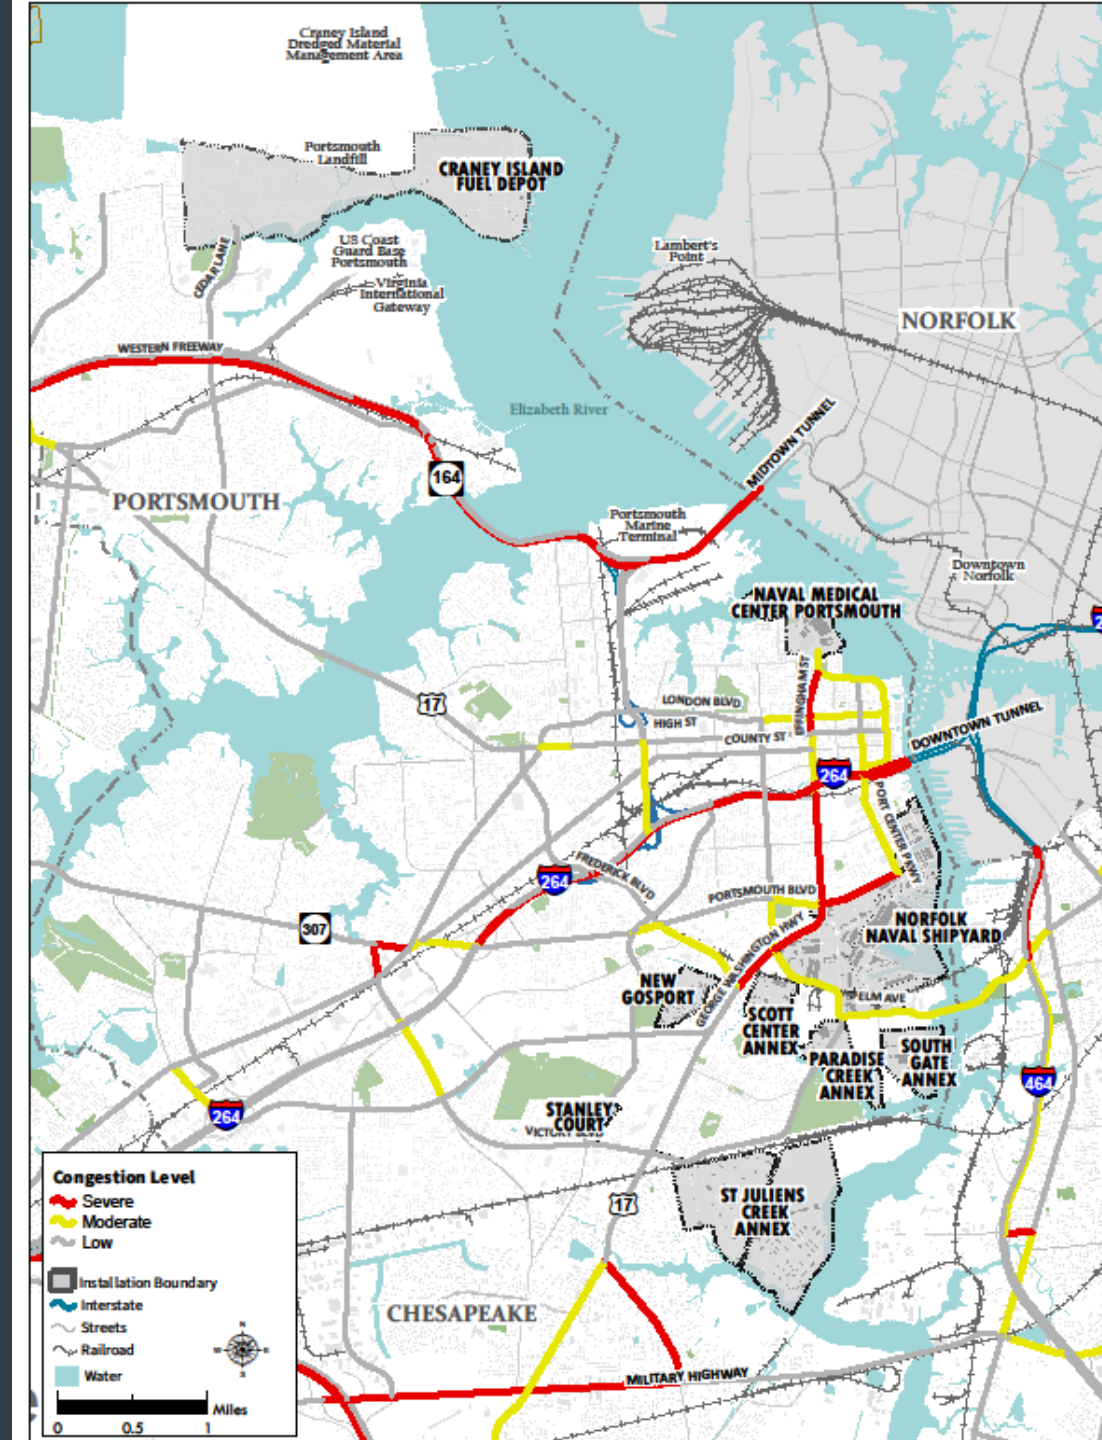 Craney Island
Dredged Material
Management Area
Portsmouth
Landfill
CRANEY ISLAND
FUEL DEPOT
US Coast
Guard Base
Portsmouth
Virginia
International
Gateway
CEDAR LANE
Lambert's
Point
NORFOLK
WESTERN FREEWAY
Elizabeth River
MIDTOWN TUNNEL
164
PORTSMOUTH
Portsmouth
Marine
Terminal
Downtown
Norfolk
NAVAL MEDICAL
CENTER PORTSMOUTH
EFFINGHAM ST
17
LONDON BLVD
HIGH ST
COUNTY ST
DOWNTOWN TUNNEL
264
PORT CENTER PKWY
FREDERICK BLVD
264
PORTSMOUTH BLVD
307
NORFOLK
NAVAL SHIPYARD
GEORGE WASHINGTON HWY
NEW
GOSPORT
ELM AVE
SCOTT
CENTER
ANNEX
PARADISE
CREEK
ANNEX
SOUTH
GATE
ANNEX
464
264
STANLEY
COURT
VICTORY BLVD
17
ST JULIENS
CREEK
ANNEX
CHESAPEAKE
MILITARY HIGHWAY
Congestion Level
Severe
Moderate
Low
Installation Boundary
Interstate
Streets
Railroad
Water
N
W
E
S
Miles
0 0.5 1